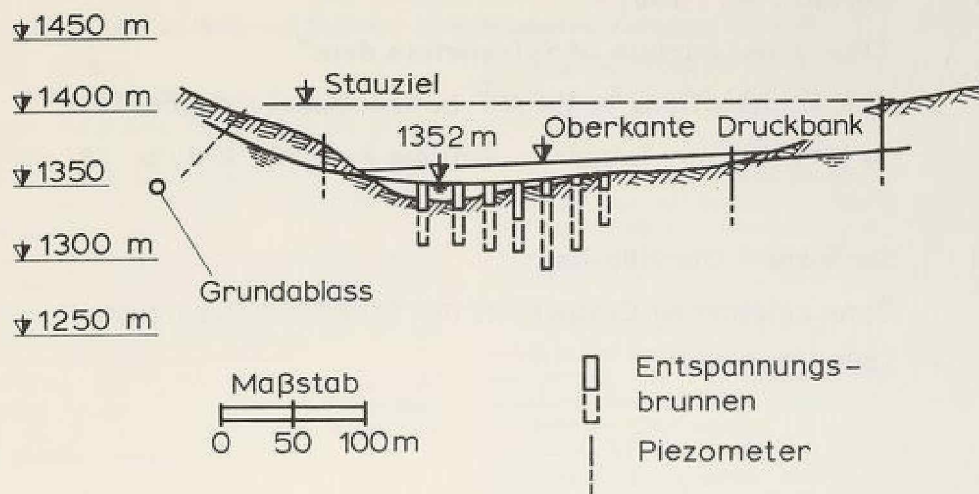 1450 m
Stauziel
1400 m
1352 m
Oberkante Druckbank
1350
1300 m
Grundablass
1250 m
Maßstab
0 50 100 m
Entspannungs-
brunnen
Piezometer